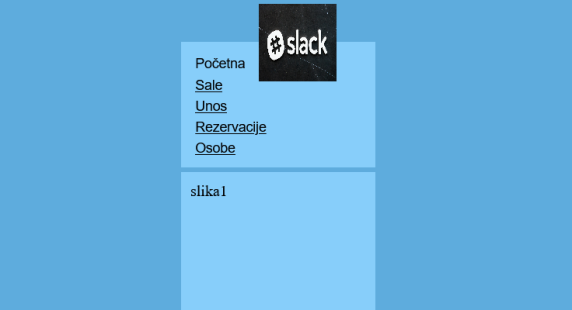 slack
Početna
Sale
Unos
Rezervacije
Osobe
slika1